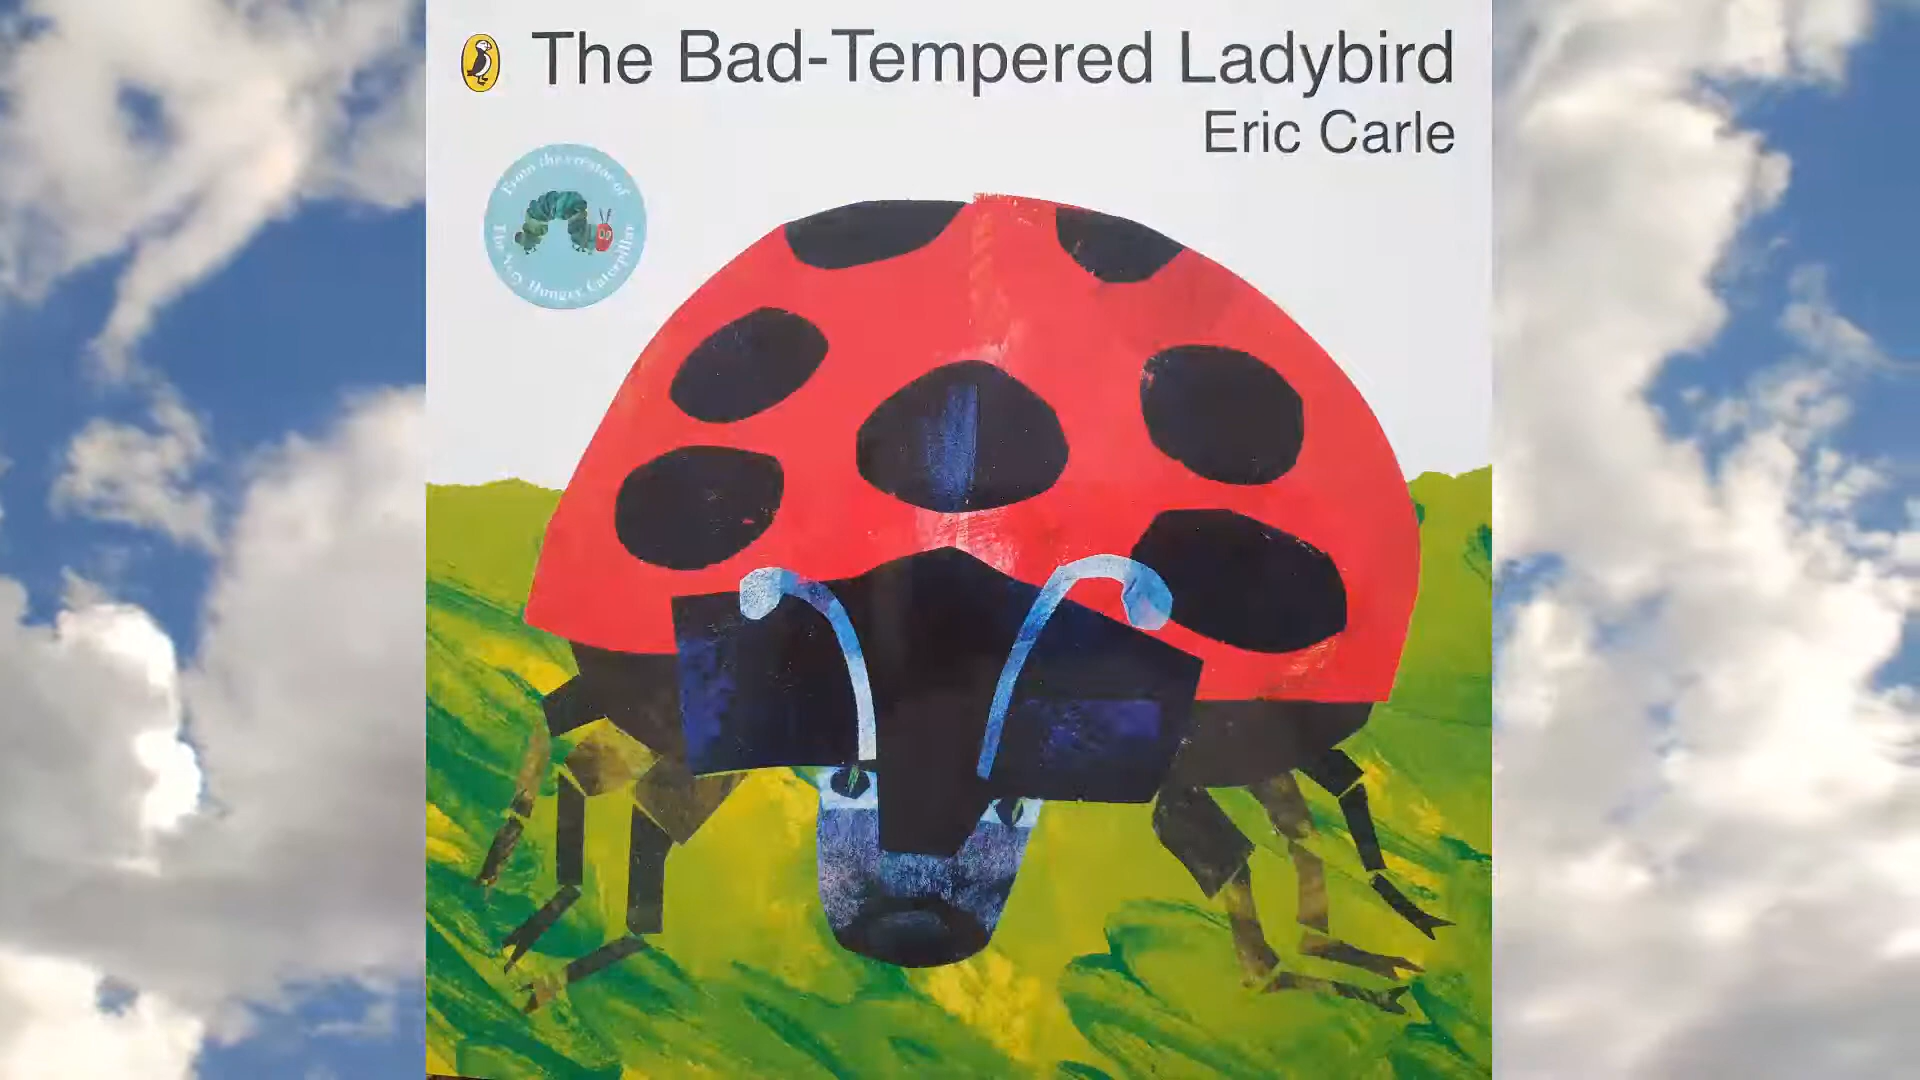 The Bad-Tempered Ladybird
Eric Carle
From the creator of
The Very Hungry Caterpillar